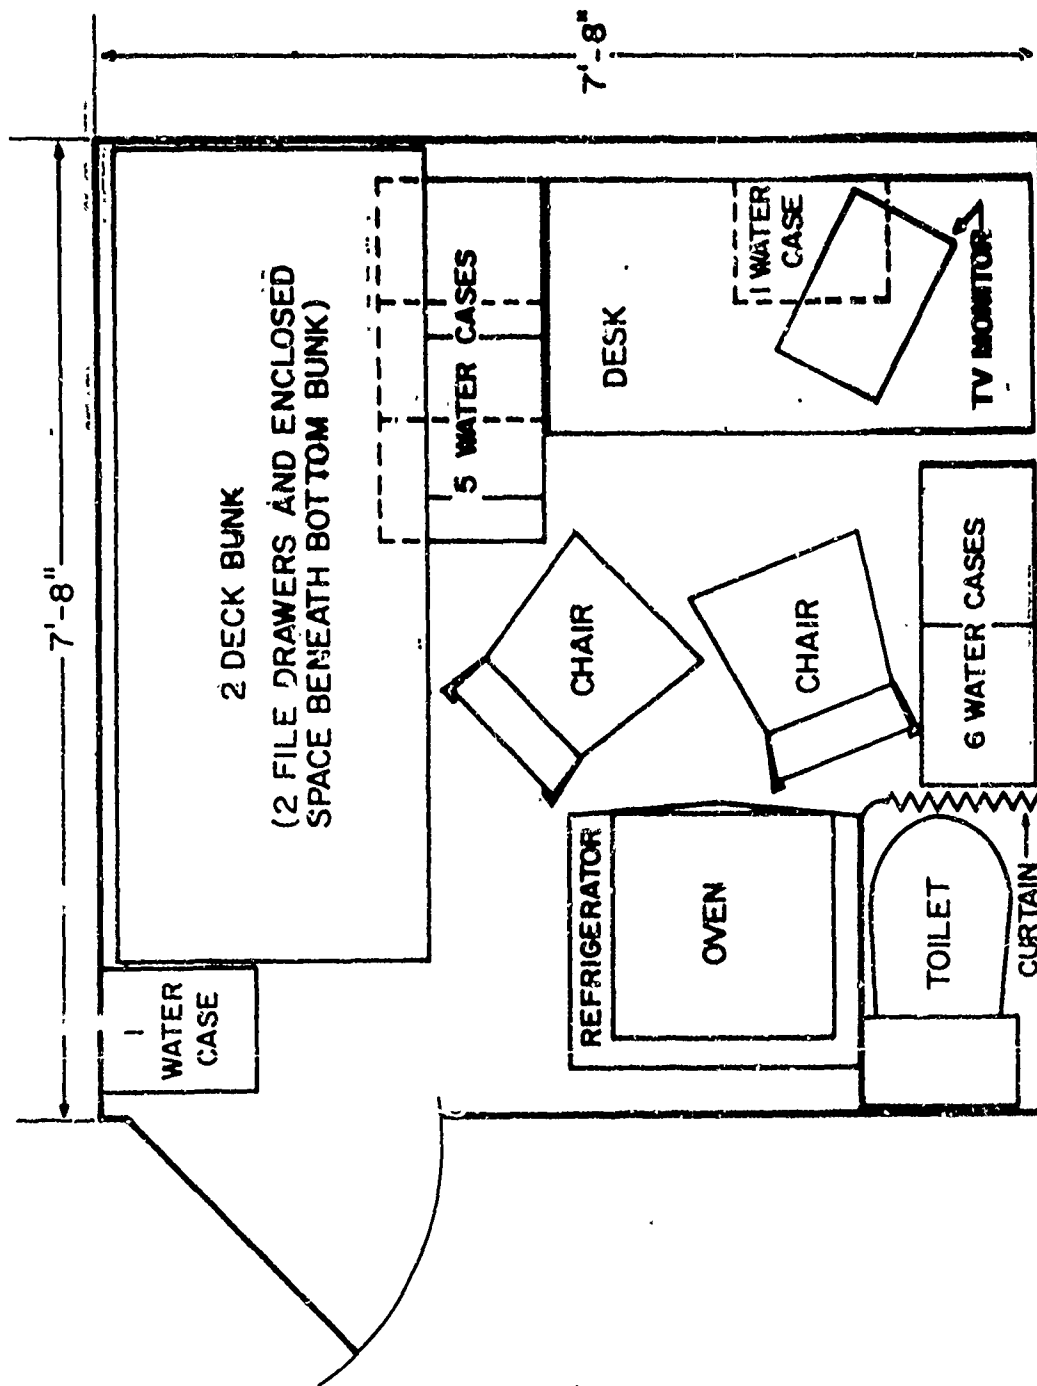 7'-8"
7'-8"
2 DECK BUNK
(2 FILE DRAWERS AND ENCLOSED
SPACE BENEATH BOTTOM BUNK)
1
WATER
CASE
5 WATER CASES
DESK
1 WATER
CASE
TV MONITOR
CHAIR
CHAIR
6 WATER CASES
REFRIGERATOR
OVEN
TOILET
CURTAIN